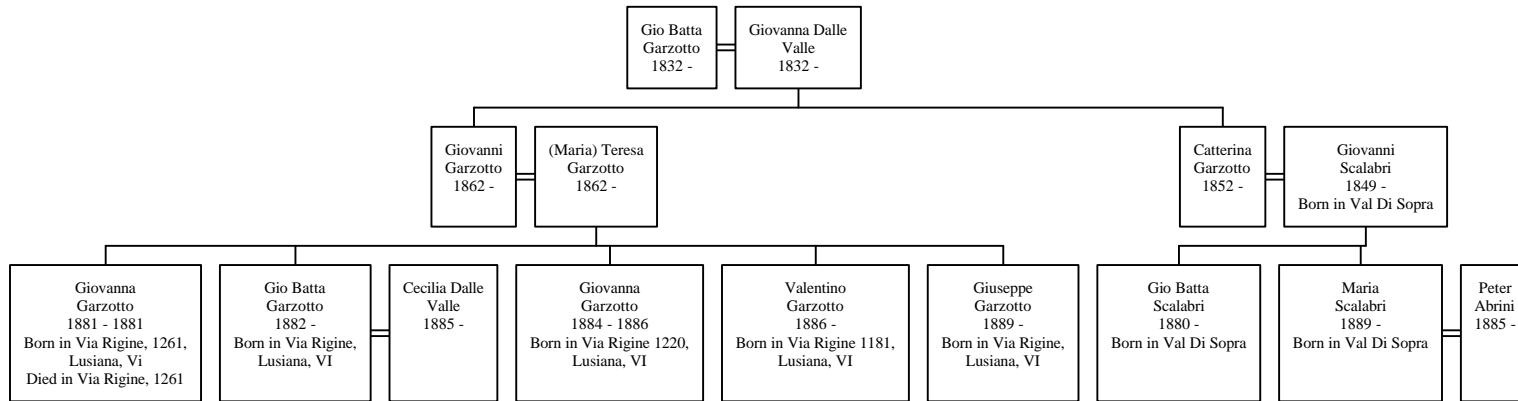 Gio Batta
Garzotto
1832 -
Giovanna Dalle
Valle
1832 -
Giovanni
Garzotto
1862 -
(Maria) Teresa
Garzotto
1862 -
Catterina
Garzotto
1852 -
Giovanni
Scalabri
1849 -
Born in Val Di Sopra
Giovanna
Garzotto
1881 - 1881
Born in Via Rigine, 1261,
Lusiana, Vi
Died in Via Rigine, 1261
Gio Batta
Garzotto
1882 -
Born in Via Rigine,
Lusiana, VI
Cecilia Dalle
Valle
1885 -
Giovanna
Garzotto
1884 - 1886
Born in Via Rigine 1220,
Lusiana, VI
Valentino
Garzotto
1886 -
Born in Via Rigine 1181,
Lusiana, VI
Giuseppe
Garzotto
1889 -
Born in Via Rigine,
Lusiana, VI
Gio Batta
Scalabri
1880 -
Born in Val Di Sopra
Maria
Scalabri
1889 -
Born in Val Di Sopra
Peter
Abrini
1885 -